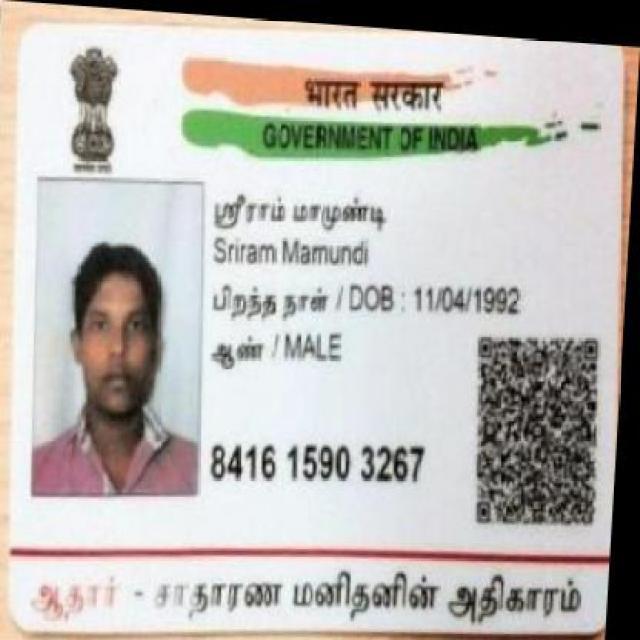 भारत सरकार
GOVERNMENT OF INDIA
ஸ்ரீராம் மாமுண்டி
Sriram Mamundi
பிறந்த நாள் / DOB : 11/04/1992
ஆண் / MALE
8416 1590 3267
ஆதார் - சாதாரண மனிதனின் அதிகாரம்